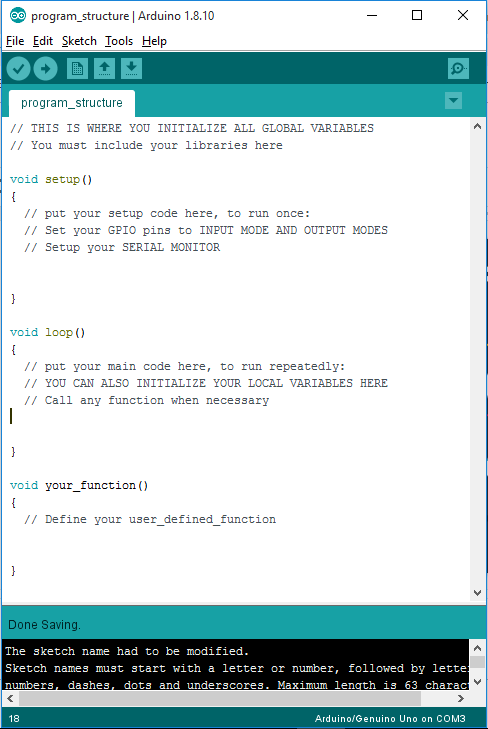 program_structure | Arduino 1.8.10
File Edit Sketch Tools Help
program_structure
// THIS IS WHERE YOU INITIALIZE ALL GLOBAL VARIABLES
// You must include your libraries here
void setup()
{
// put your setup code here, to run once:
// Set your GPIO pins to INPUT MODE AND OUTPUT MODES
// Setup your SERIAL MONITOR
}
void loop()
{
// put your main code here, to run repeatedly:
// YOU CAN ALSO INITIALIZE YOUR LOCAL VARIABLES HERE
// Call any function when necessary
}
void your_function()
{
// Define your user_defined_function
}
Done Saving.
The sketch name had to be modified.
Sketch names must start with a letter or number, followed by lette
numbers, dashes, dots and underscores. Maximum length is 63 charac
18 Arduino/Genuino Uno on COM3